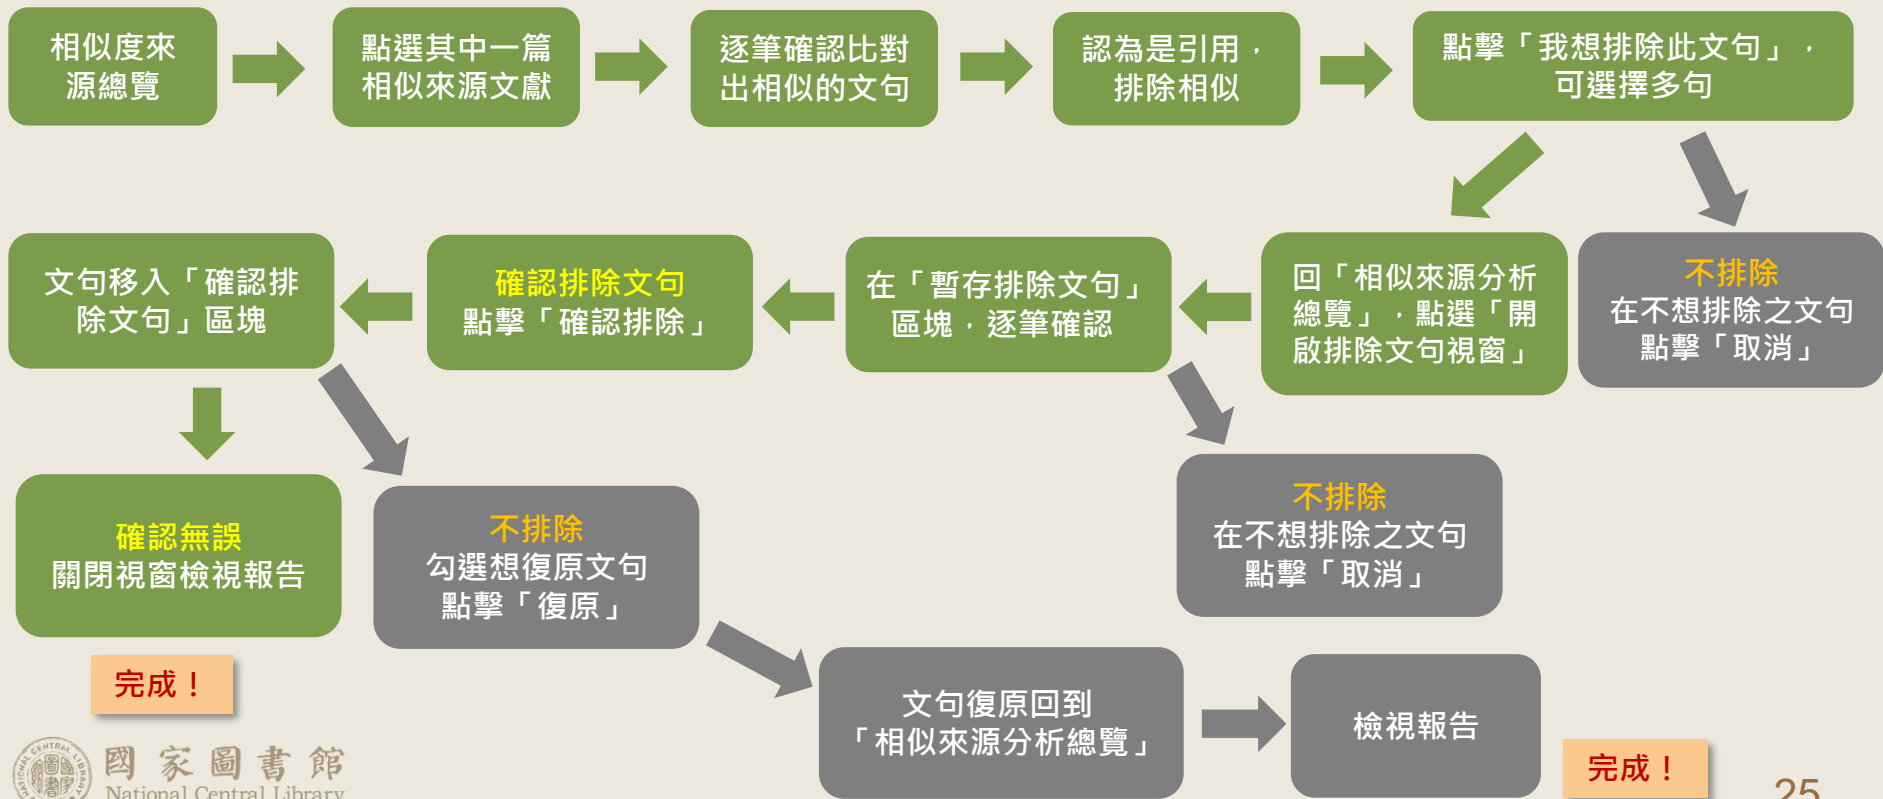 相似度來
源總覽
點選其中一篇
相似來源文獻
逐筆確認比對
出相似的文句
認為是引用，
排除相似
點擊「我想排除此文句」，
可選擇多句
文句移入「確認排
除文句」區塊
確認排除文句
點擊「確認排除」
在「暫存排除文句」
區塊，逐筆確認
回「相似來源分析
總覽」，點選「開
啟排除文句視窗」
不排除
在不想排除之文句
點擊「取消」
確認無誤
關閉視窗檢視報告
不排除
勾選想復原文句
點擊「復原」
不排除
在不想排除之文句
點擊「取消」
完成！
文句復原回到
「相似來源分析總覽」
檢視報告
完成！
國家圖書館
National Central Library
25